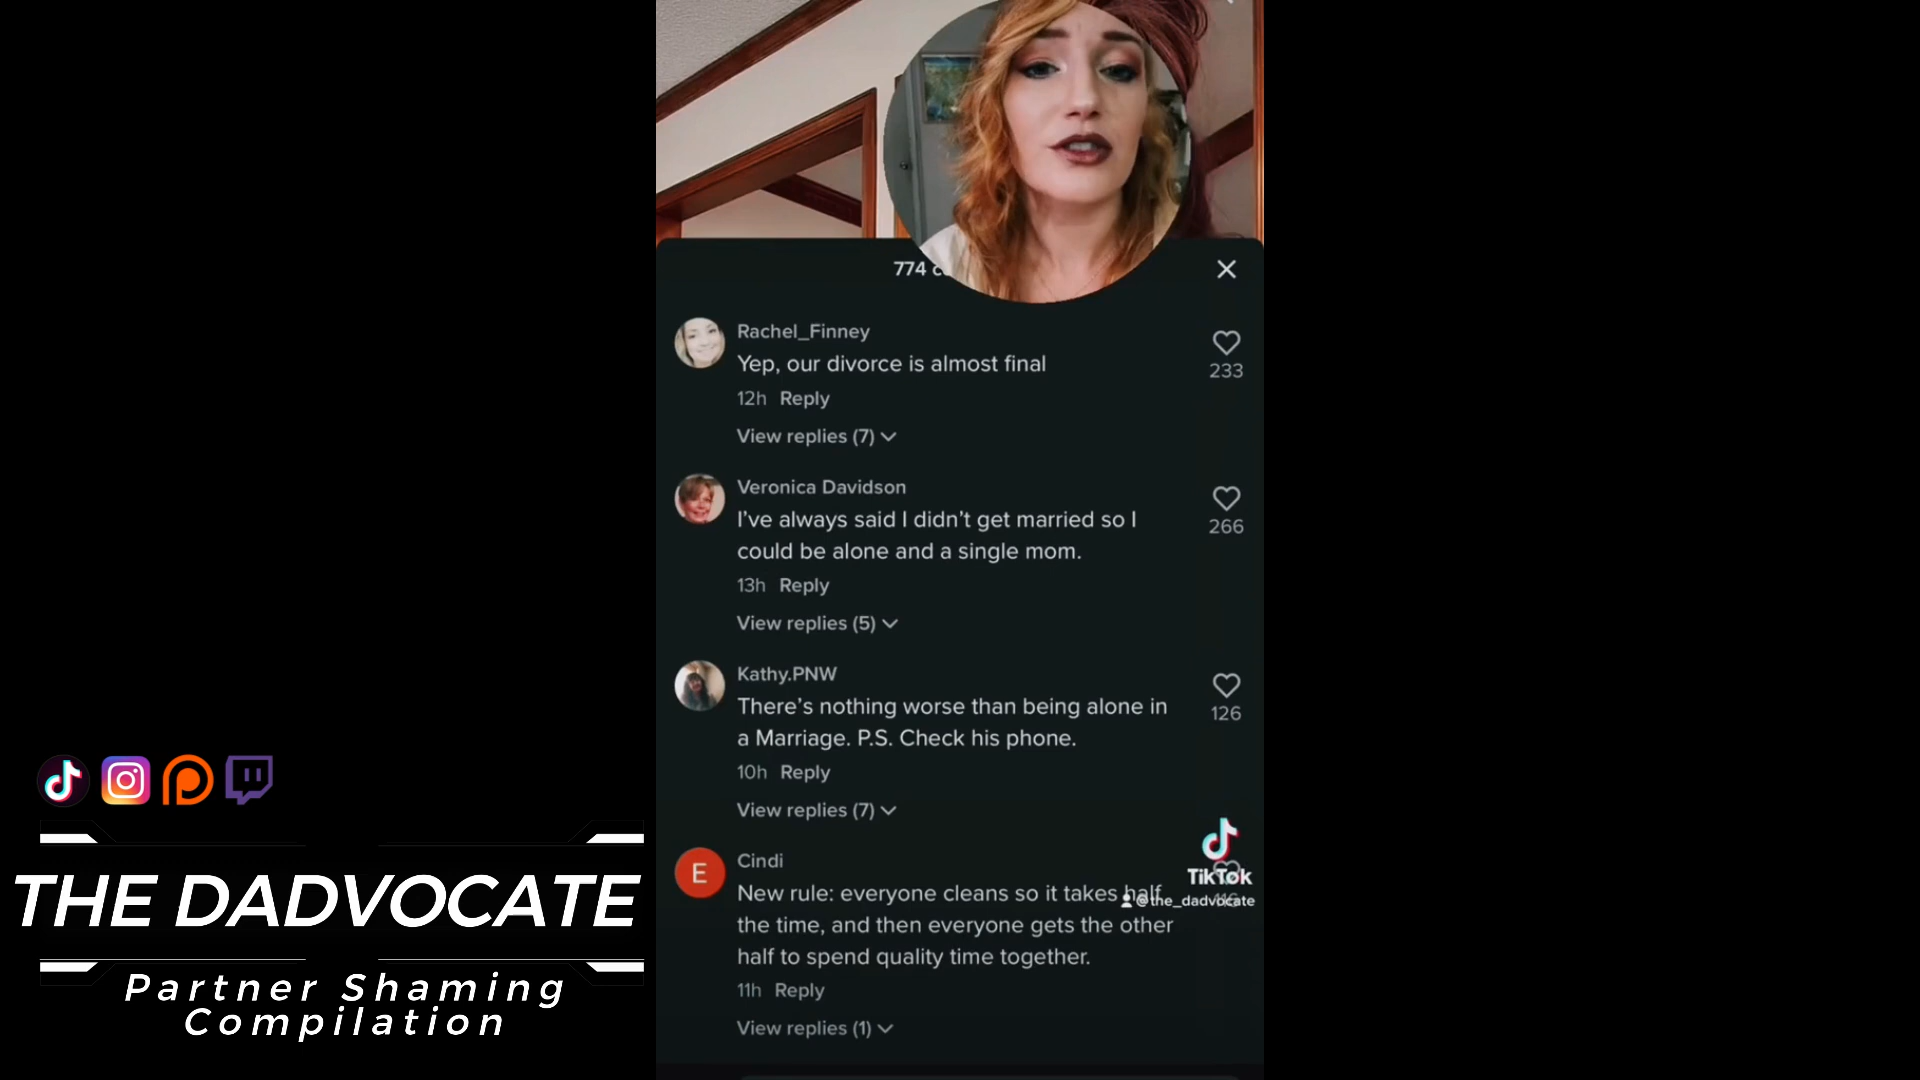 774
Rachel_Finney
Yep, our divorce is almost final
12h Reply
233
View replies (7)
Veronica Davidson
I've always said I didn't get married so I
could be alone and a single mom.
13h Reply
266
View replies (5)
Kathy.PNW
There's nothing worse than being alone in
a Marriage. P.S. Check his phone.
10h Reply
126
View replies (7)
E
Cindi
New rule: everyone cleans so it takes half
the time, and then everyone gets the other
half to spend quality time together.
11h Reply
View replies (1)
TikTok
@the_dadvocate
THE DADVOCATE
Partner Shaming
Compilation